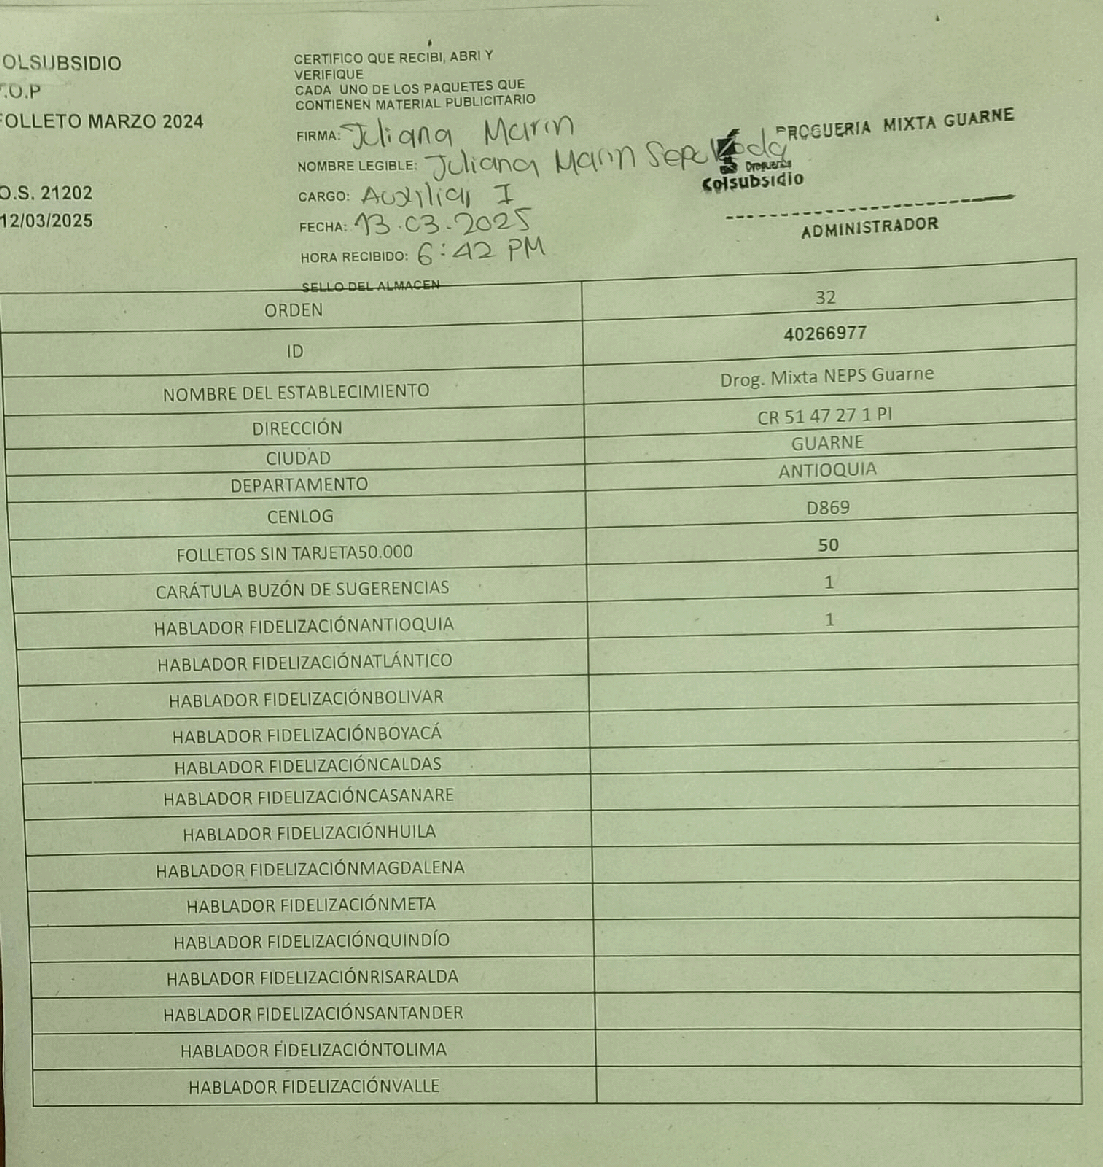 OLSUBSIDIO
.O.P
FOLLETO MARZO 2024
O.S. 21202
12/03/2025
CERTIFICO QUE RECIBI, ABRI Y
VERIFIQUE
CADA UNO DE LOS PAQUETES QUE
CONTIENEN MATERIAL PUBLICITARIO
FIRMA: Juliana Marin
NOMBRE LEGIBLE: Juliana Marin Sepulveda
CARGO: Auxiliar I
FECHA: 13.03.2025
HORA RECIBIDO: 6:42 PM
SELLO DEL ALMACEN
DROGUERIA MIXTA GUARNE
Droguería
Colsubsidio
ADMINISTRADOR
ORDEN 32
ID 40266977
NOMBRE DEL ESTABLECIMIENTO Drog. Mixta NEPS Guarne
DIRECCIÓN CR 51 47 27 1 PI
CIUDAD GUARNE
DEPARTAMENTO ANTIOQUIA
CENLOG D869
FOLLETOS SIN TARJETA50.000 50
CARÁTULA BUZÓN DE SUGERENCIAS 1
HABLADOR FIDELIZACIÓNANTIOQUIA 1
HABLADOR FIDELIZACIÓNATLÁNTICO
HABLADOR FIDELIZACIÓNBOLIVAR
HABLADOR FIDELIZACIÓNBOYACÁ
HABLADOR FIDELIZACIÓNCALDAS
HABLADOR FIDELIZACIÓNCASANARE
HABLADOR FIDELIZACIÓNHUILA
HABLADOR FIDELIZACIÓNMAGDALENA
HABLADOR FIDELIZACIÓNMETA
HABLADOR FIDELIZACIÓNQUINDÍO
HABLADOR FIDELIZACIÓNRISARALDA
HABLADOR FIDELIZACIÓNSANTANDER
HABLADOR FIDELIZACIÓNTOLIMA
HABLADOR FIDELIZACIÓNVALLE